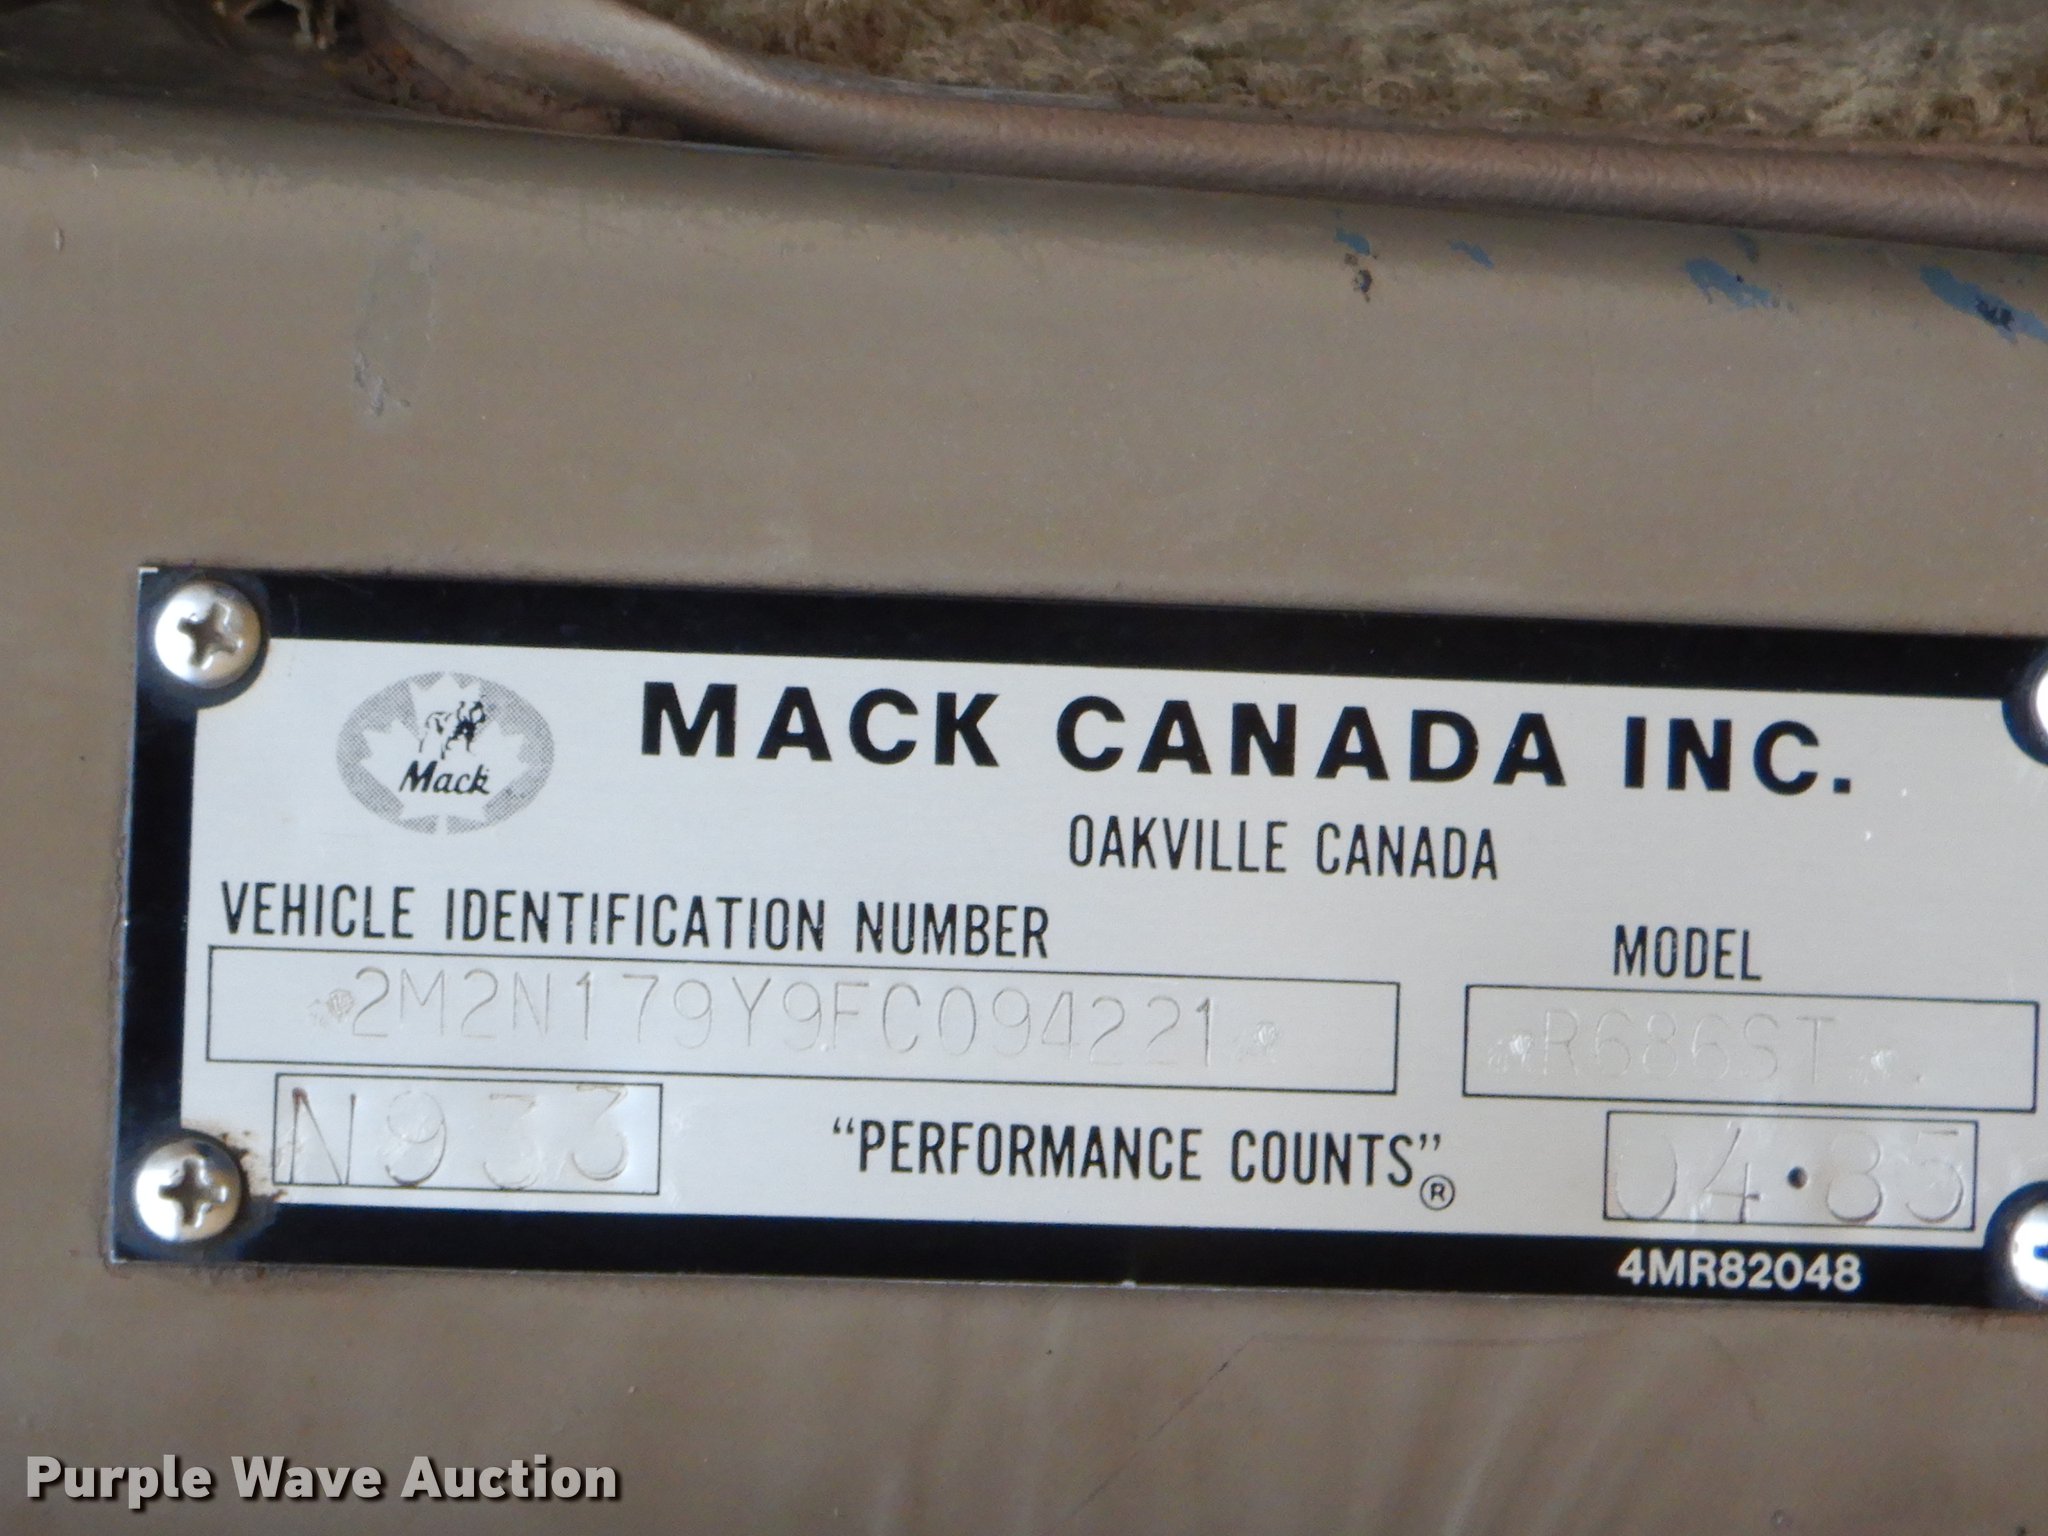 Mack
MACK CANADA INC.
OAKVILLE CANADA
VEHICLE IDENTIFICATION NUMBER
2M2N179Y9FC094221
MODEL
R686ST
N933
“PERFORMANCE COUNTS”®
04·85
4MR82048
Purple Wave Auction